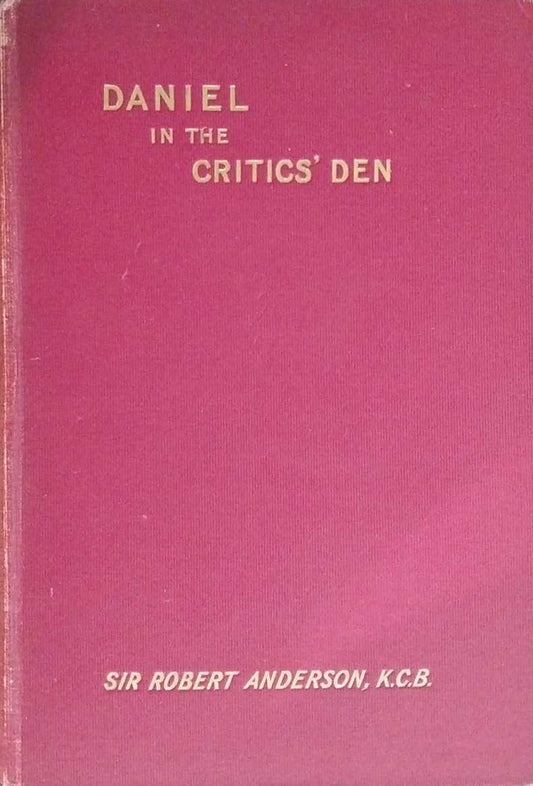 DANIEL
IN THE
CRITICS' DEN
SIR ROBERT ANDERSON, K.C.B.